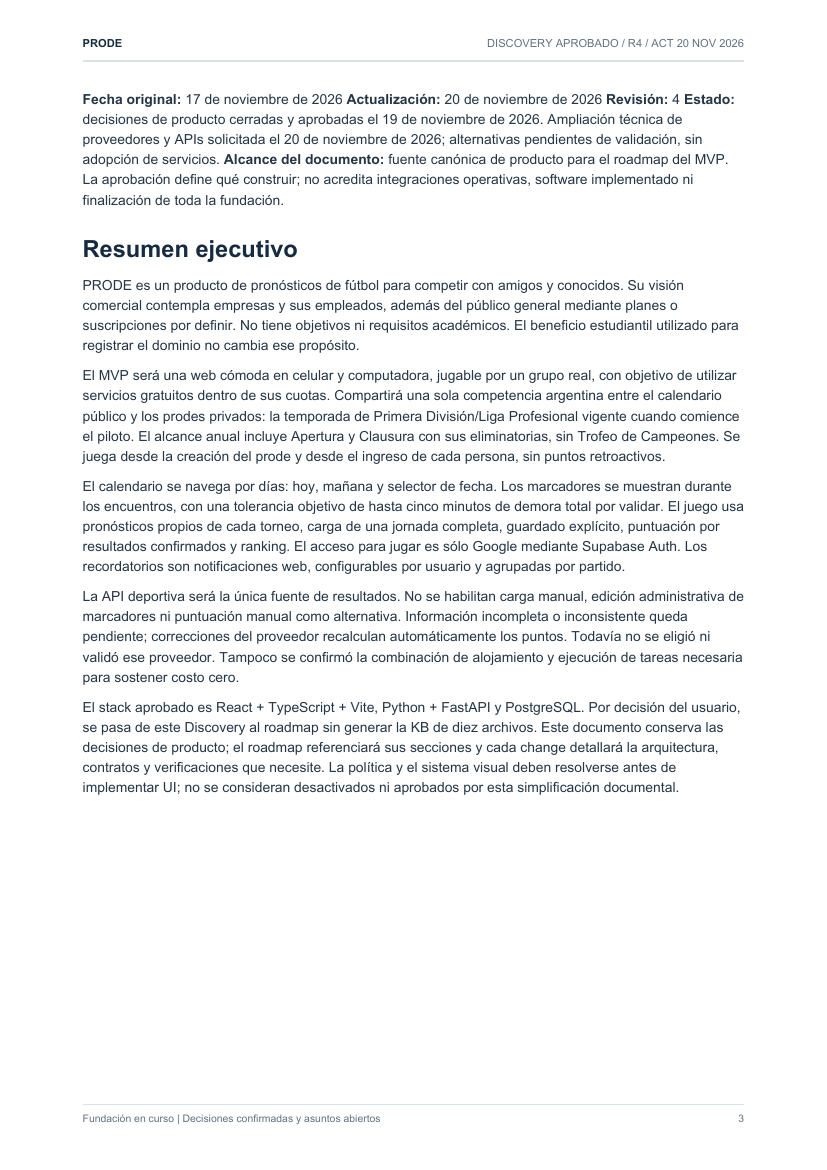 PRODE
DISCOVERY APROBADO / R4 / ACT 20 NOV 2026
Fecha original: 17 de noviembre de 2026 Actualización: 20 de noviembre de 2026 Revisión: 4 Estado:
decisiones de producto cerradas y aprobadas el 19 de noviembre de 2026. Ampliación técnica de
proveedores y APIs solicitada el 20 de noviembre de 2026; alternativas pendientes de validación, sin
adopción de servicios. Alcance del documento: fuente canónica de producto para el roadmap del MVP.
La aprobación define qué construir; no acredita integraciones operativas, software implementado ni
finalización de toda la fundación.
Resumen ejecutivo
PRODE es un producto de pronósticos de fútbol para competir con amigos y conocidos. Su visión
comercial contempla empresas y sus empleados, además del público general mediante planes o
suscripciones por definir. No tiene objetivos ni requisitos académicos. El beneficio estudiantil utilizado para
registrar el dominio no cambia ese propósito.
El MVP será una web cómoda en celular y computadora, jugable por un grupo real, con objetivo de utilizar
servicios gratuitos dentro de sus cuotas. Compartirá una sola competencia argentina entre el calendario
público y los prodes privados: la temporada de Primera División/Liga Profesional vigente cuando comience
el piloto. El alcance anual incluye Apertura y Clausura con sus eliminatorias, sin Trofeo de Campeones. Se
juega desde la creación del prode y desde el ingreso de cada persona, sin puntos retroactivos.
El calendario se navega por días: hoy, mañana y selector de fecha. Los marcadores se muestran durante
los encuentros, con una tolerancia objetivo de hasta cinco minutos de demora total por validar. El juego usa
pronósticos propios de cada torneo, carga de una jornada completa, guardado explícito, puntuación por
resultados confirmados y ranking. El acceso para jugar es sólo Google mediante Supabase Auth. Los
recordatorios son notificaciones web, configurables por usuario y agrupadas por partido.
La API deportiva será la única fuente de resultados. No se habilitan carga manual, edición administrativa de
marcadores ni puntuación manual como alternativa. Información incompleta o inconsistente queda
pendiente; correcciones del proveedor recalculan automáticamente los puntos. Todavía no se eligió ni
validó ese proveedor. Tampoco se confirmó la combinación de alojamiento y ejecución de tareas necesaria
para sostener costo cero.
El stack aprobado es React + TypeScript + Vite, Python + FastAPI y PostgreSQL. Por decisión del usuario,
se pasa de este Discovery al roadmap sin generar la KB de diez archivos. Este documento conserva las
decisiones de producto; el roadmap referenciará sus secciones y cada change detallará la arquitectura,
contratos y verificaciones que necesite. La política y el sistema visual deben resolverse antes de
implementar UI; no se consideran desactivados ni aprobados por esta simplificación documental.
Fundación en curso | Decisiones confirmadas y asuntos abiertos
3